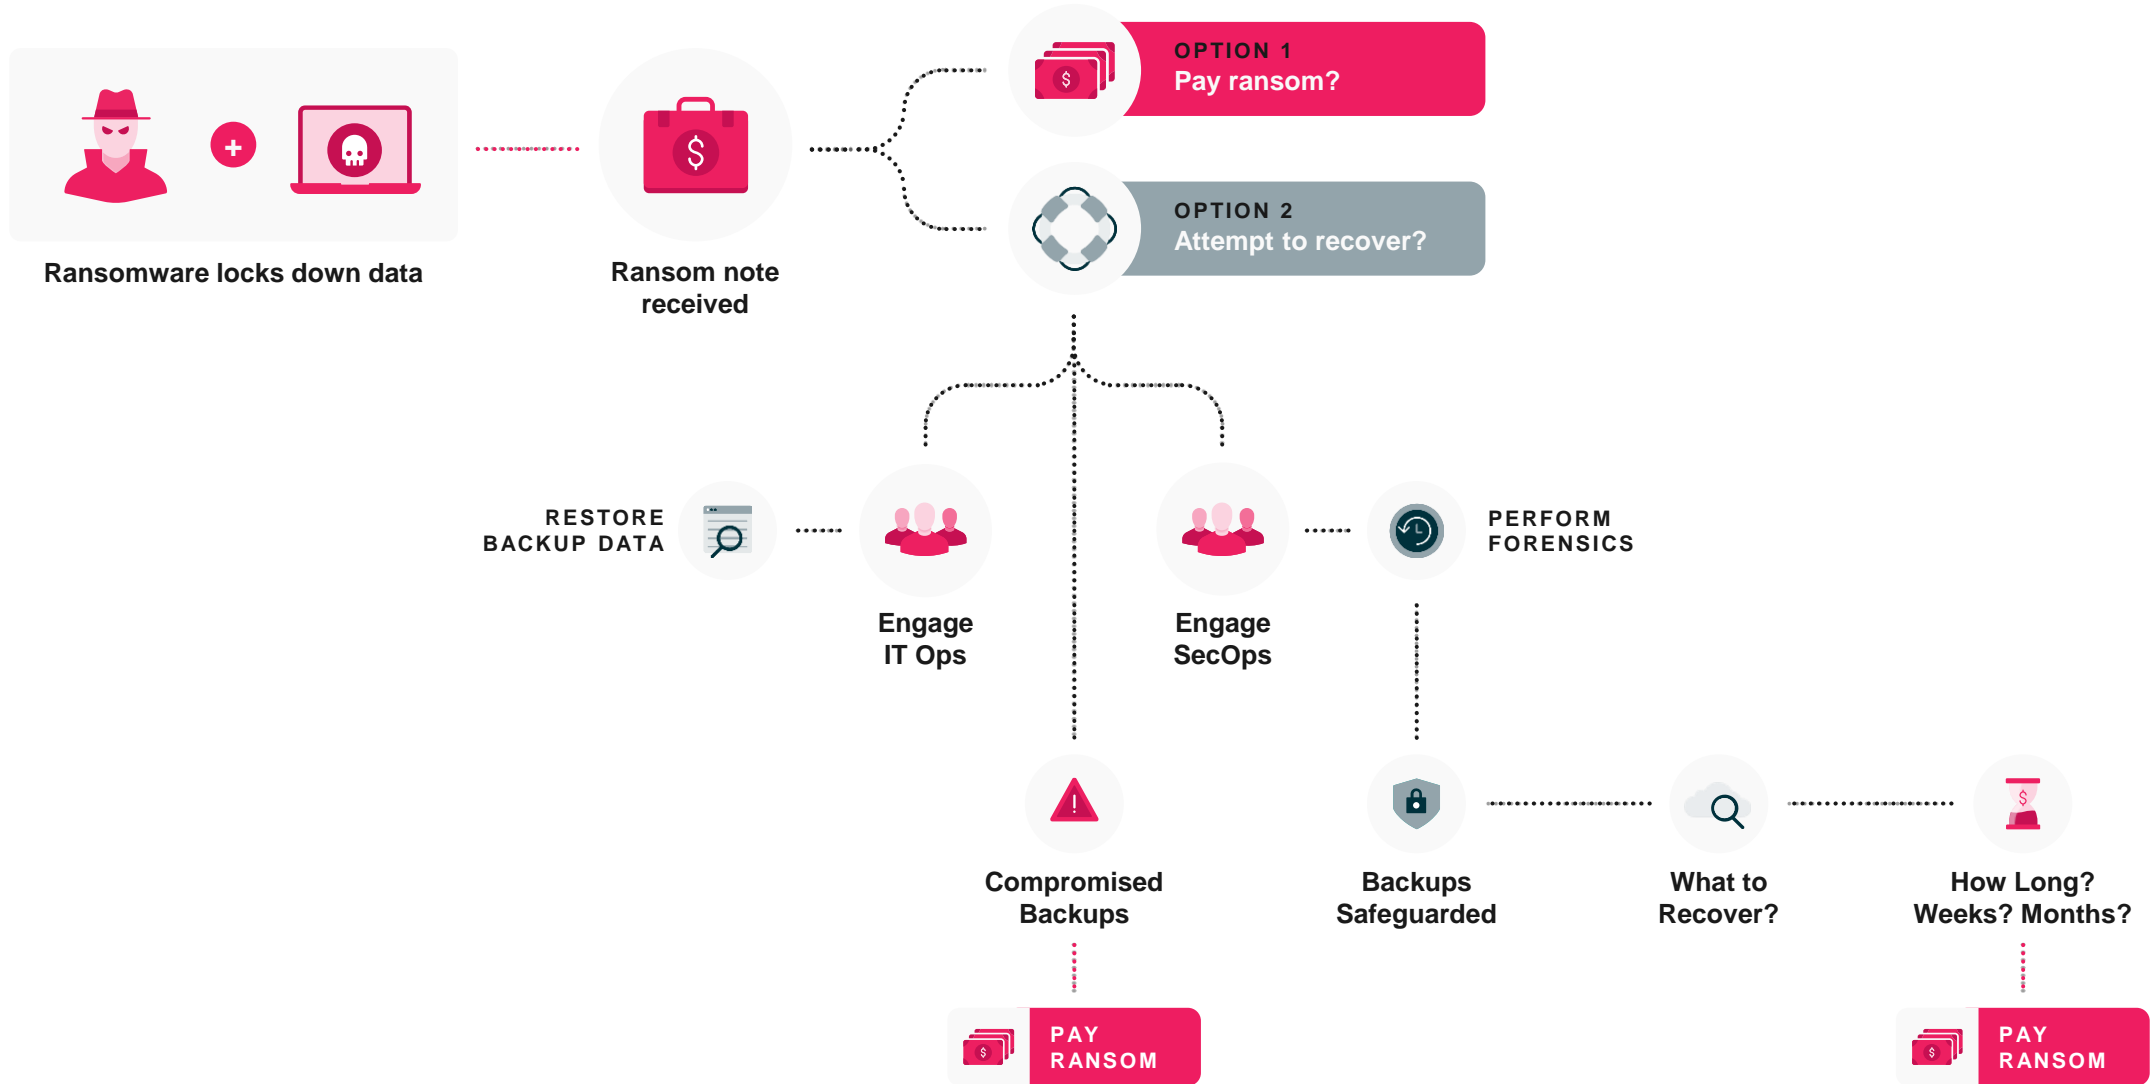 OPTION 1
Pay ransom?
OPTION 2
Attempt to recover?
Ransomware locks down data
Ransom note
received
RESTORE
BACKUP DATA
Engage
IT Ops
Engage
SecOps
PERFORM
FORENSICS
Compromised
Backups
Backups
Safeguarded
What to
Recover?
How Long?
Weeks? Months?
PAY
RANSOM
PAY
RANSOM